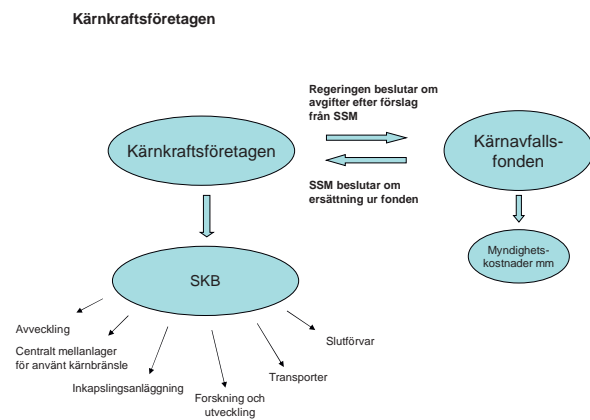 Kärnkraftsföretagen
Regeringen beslutar om
avgifter efter förslag
från SSM
Kärnkraftsföretagen
Kärnavfalls-
fonden
SSM beslutar om
ersättning ur fonden
Myndighets-
kostnader mm
SKB
Avveckling
Centralt mellanlager
för använt kärnbränsle
Inkapslingsanläggning
Forskning och
utveckling
Transporter
Slutförvar